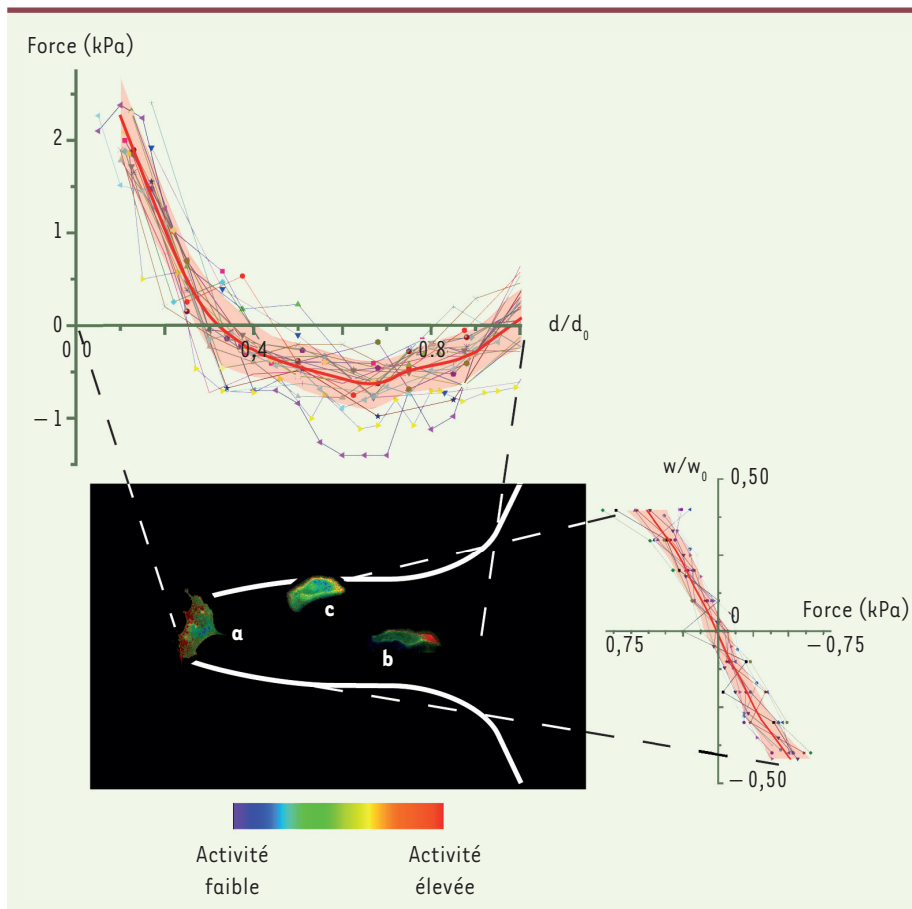 Force (kPa)
2
1
0
0 0
0,4
0.8
d/d0
−1
w/w0
0,50
0
Force (kPa)
0,75
−0,75
−0,50
a
c
b
Activité
faible
Activité
élevée